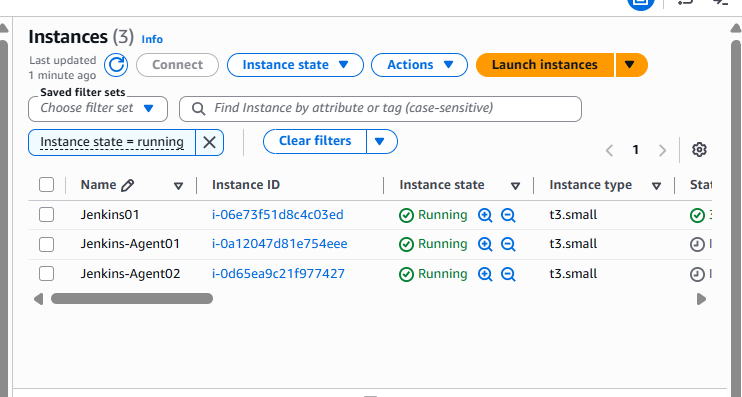 Instances (3) Info
Last updated
1 minute ago
Connect
Instance state
Actions
Launch instances
Saved filter sets
Choose filter set
Find Instance by attribute or tag (case-sensitive)
Instance state = running
Clear filters
1
Name Instance ID Instance state Instance type
Jenkins01 i-06e73f51d8c4c03ed Running t3.small
Jenkins-Agent01 i-0a12047d81e754eee Running t3.small
Jenkins-Agent02 i-0d65ea9c21f977427 Running t3.small